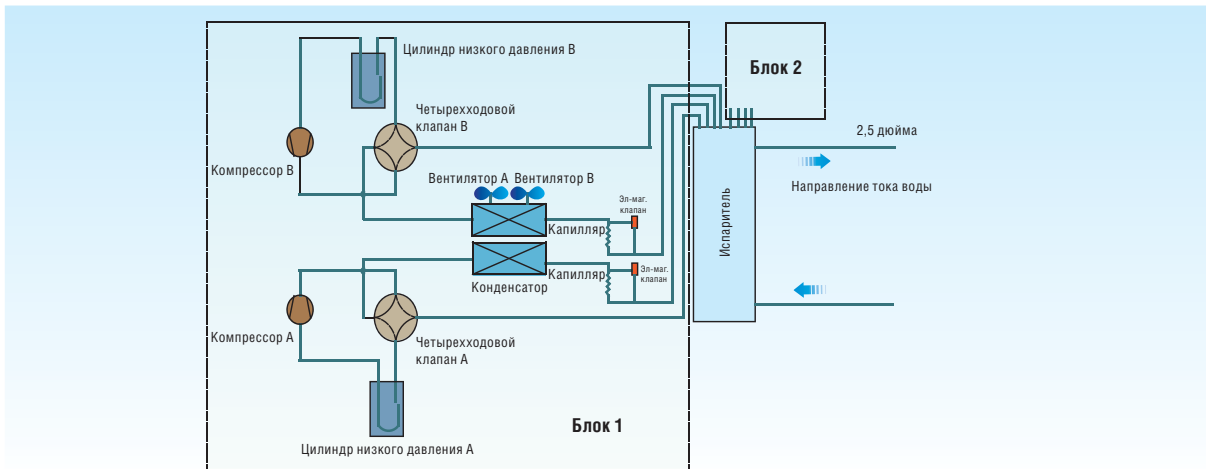 Цилиндр низкого давления В
Блок 2
Четырехходовой
клапан В
2,5 дюйма
Компрессор В
Вентилятор А Вентилятор В
Направление тока воды
Эл-маг.
клапан
Капилляр
Испаритель
Капилляр
Эл-маг.
клапан
Конденсатор
Компрессор А
Четырехходовой
клапан А
Блок 1
Цилиндр низкого давления А